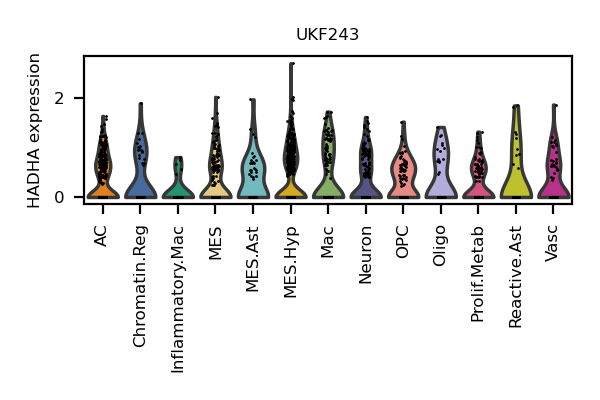 UKF243
HADHA expression
2
0
AC
Chromatin.Reg
Inflammatory.Mac
MES
MES.Ast
MES.Hyp
Mac
Neuron
OPC
Oligo
Prolif.Metab
Reactive.Ast
Vasc